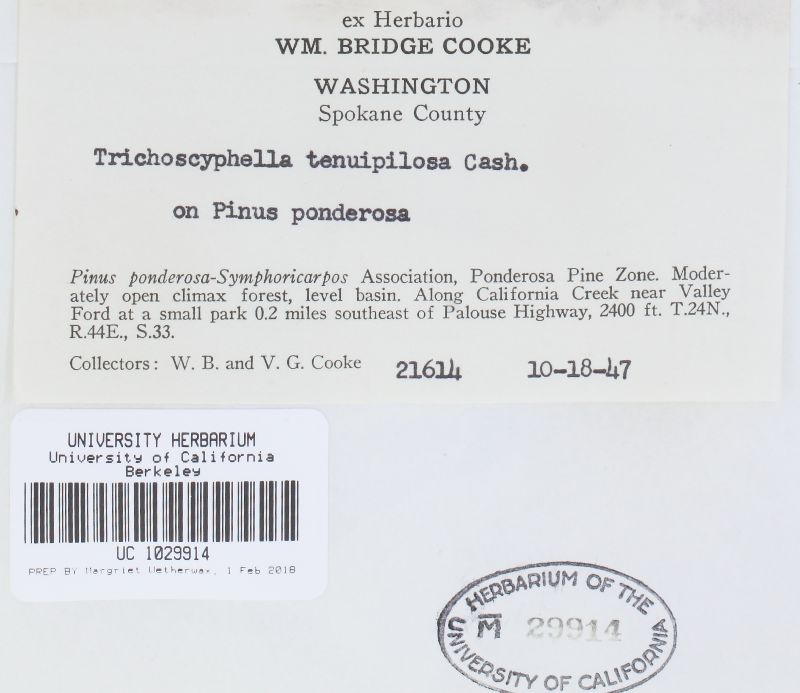 ex Herbario
WM. BRIDGE COOKE
WASHINGTON
Spokane County
Trichoscyphella tenuipilosa Cash.
on Pinus ponderosa
Pinus ponderosa-Symphoricarpos Association, Ponderosa Pine Zone. Moder-
ately open climax forest, level basin. Along California Creek near Valley
Ford at a small park 0.2 miles southeast of Palouse Highway, 2400 ft. T.24N.,
R.44E., S.33.
Collectors: W. B. and V. G. Cooke 21614 10-18-47
UNIVERSITY HERBARIUM
University of California
Berkeley
UC 1029914
PREP BY Margriet Wetherwax, 1 Feb 2018
HERBARIUM OF THE
M 29914
UNIVERSITY OF CALIFORNIA